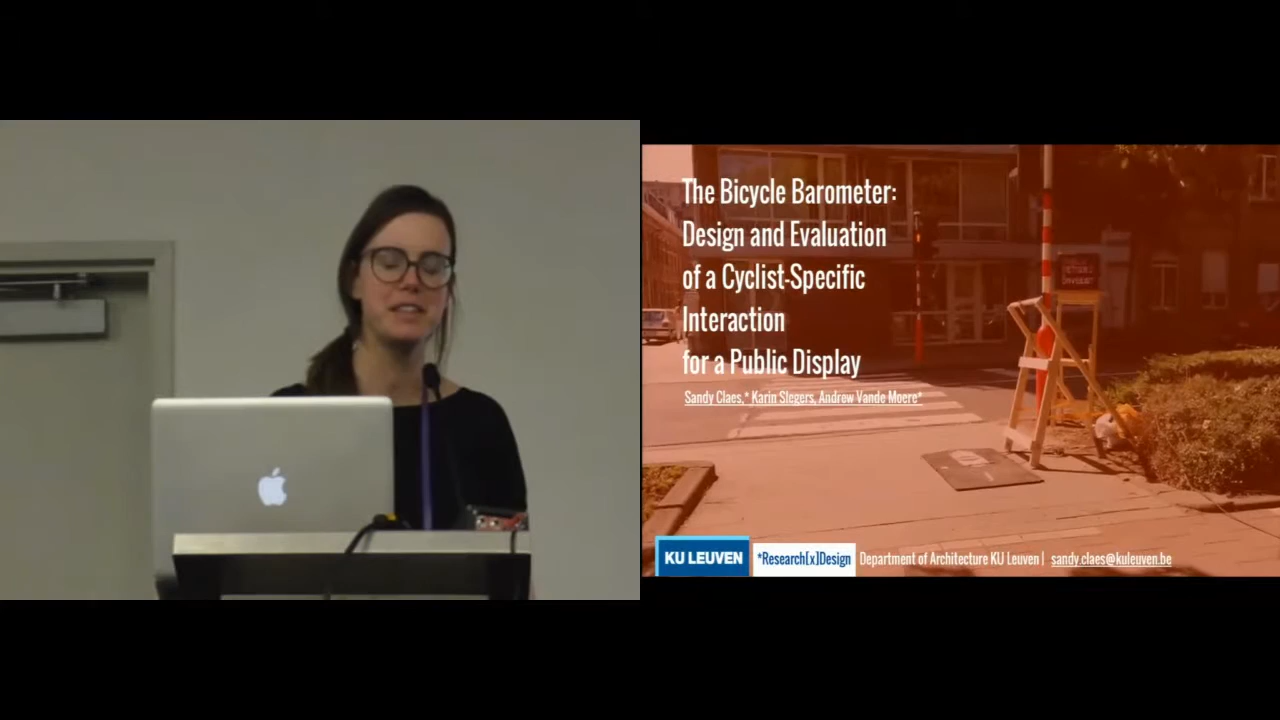 The Bicycle Barometer:
Design and Evaluation
of a Cyclist-Specific
Interaction
for a Public Display
Sandy Claes,* Karin Slegers, Andrew Vande Moere*
KU LEUVEN
*Research[x]Design
Department of Architecture KU Leuven | sandy.claes@kuleuven.be